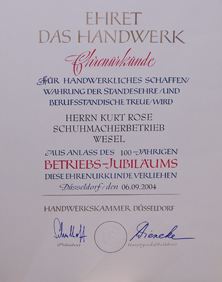 EHRET
DAS HANDWERK
Ehrenurkunde
FÜR HANDWERKLICHES SCHAFFEN/
WAHRUNG DER STANDESEHRE/UND
BERUFSSTÄNDISCHE TREUE/WIRD
HERRN KURT ROSE
SCHUHMACHERBETRIEB
WESEL
AUS ANLASS DES 100-JÄHRIGEN
BETRIEBS-JUBILÄUMS
DIESE EHRENURKUNDE VERLIEHEN
Düsseldorf/den 06.09.2004
HANDWERKSKAMMER DÜSSELDORF